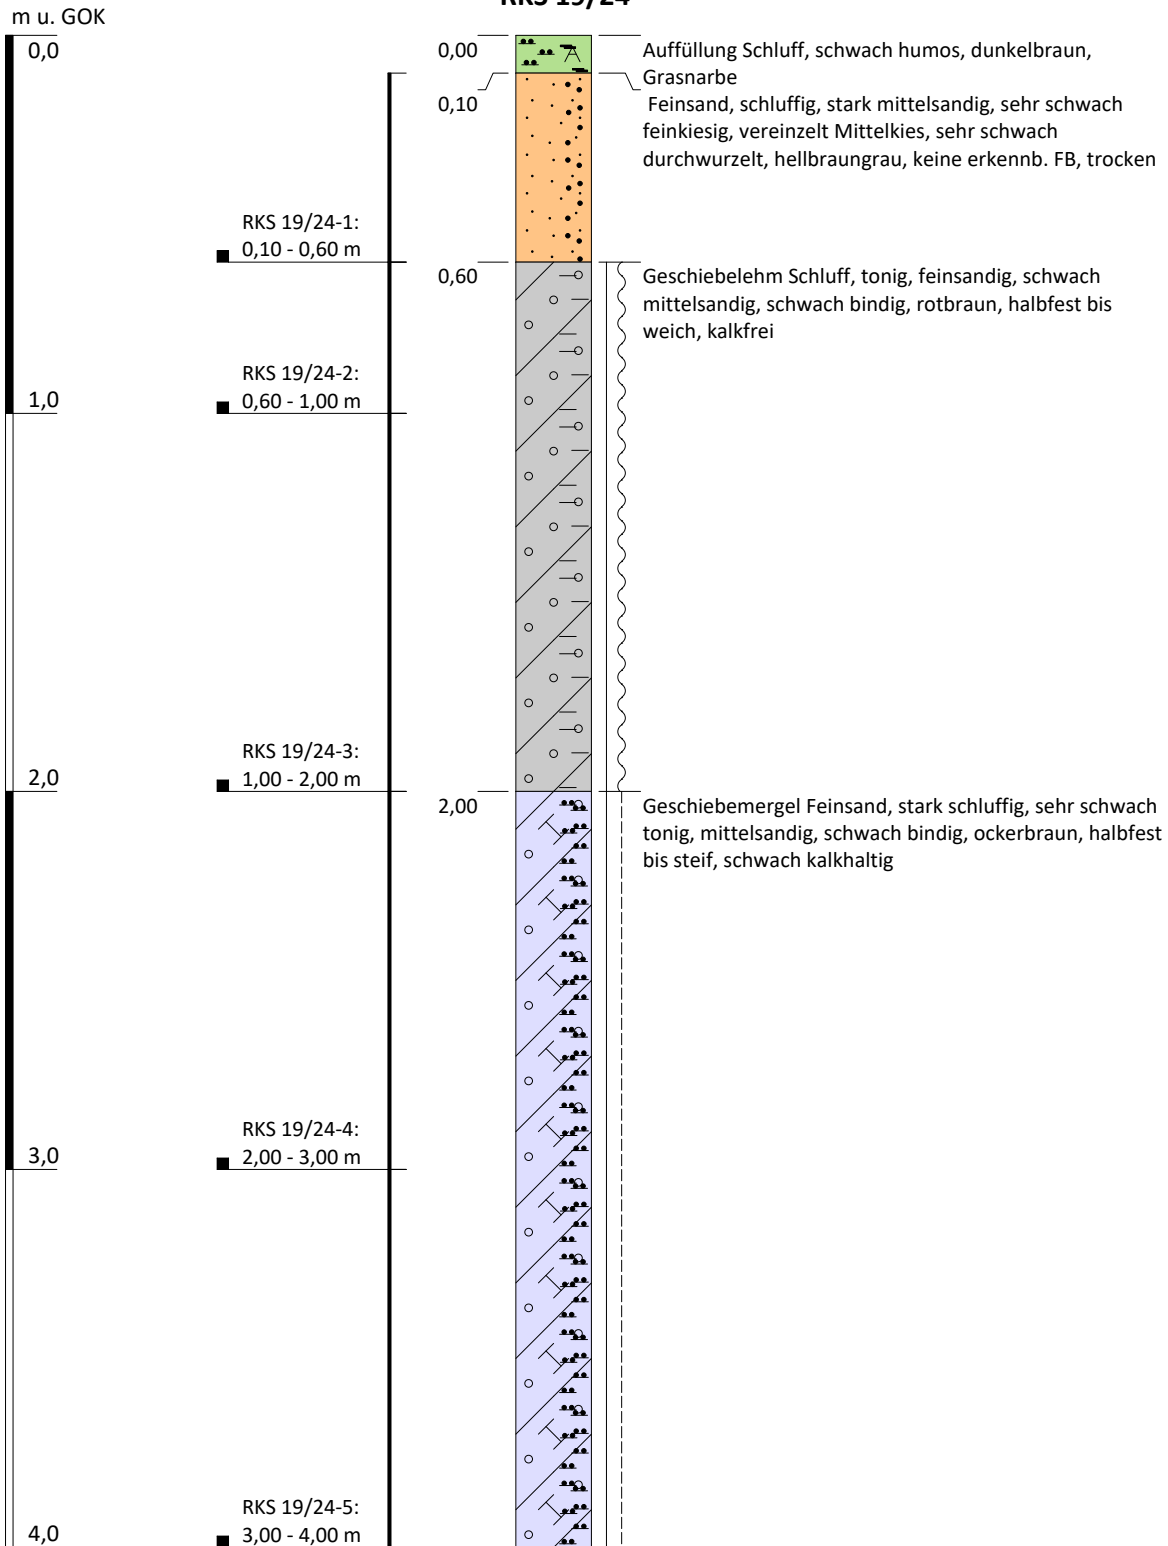 RKS 19/24
m u. GOK
0,0
0,00
Auffüllung Schluff, schwach humos, dunkelbraun,
Grasnarbe
0,10
Feinsand, schluffig, stark mittelsandig, sehr schwach
feinkiesig, vereinzelt Mittelkies, sehr schwach
durchwurzelt, hellbraungrau, keine erkennb. FB, trocken
RKS 19/24-1:
0,10 - 0,60 m
0,60
Geschiebelehm Schluff, tonig, feinsandig, schwach
mittelsandig, schwach bindig, rotbraun, halbfest bis
weich, kalkfrei
RKS 19/24-2:
0,60 - 1,00 m
1,0
RKS 19/24-3:
1,00 - 2,00 m
2,0
2,00
Geschiebemergel Feinsand, stark schluffig, sehr schwach
tonig, mittelsandig, schwach bindig, ockerbraun, halbfest
bis steif, schwach kalkhaltig
RKS 19/24-4:
2,00 - 3,00 m
3,0
RKS 19/24-5:
3,00 - 4,00 m
4,0